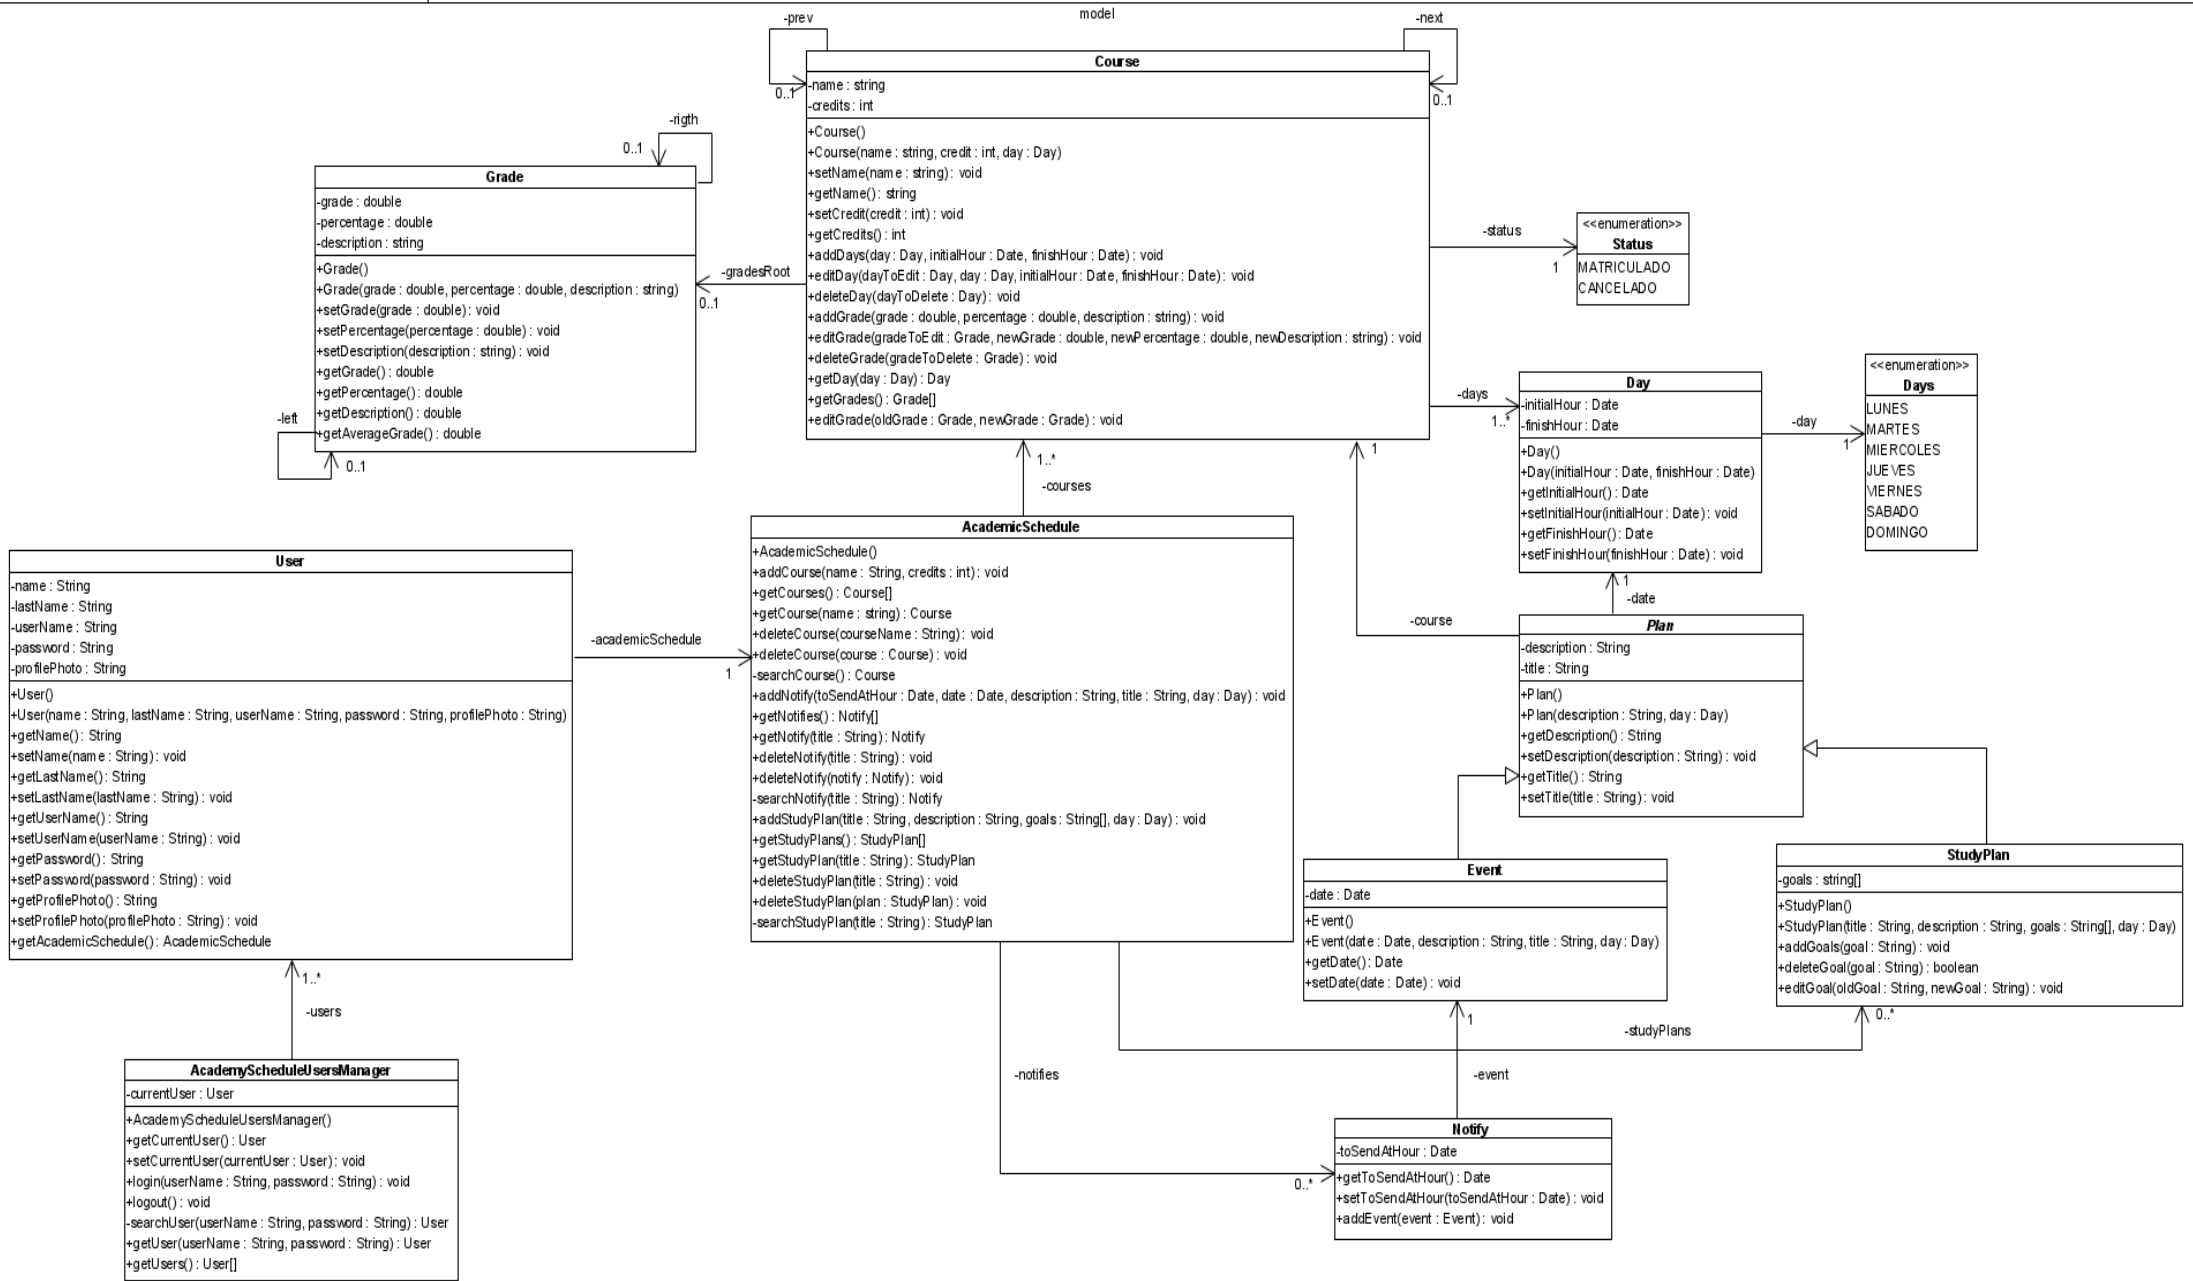 model
-prev
0..1
-next
0..1
Course
-name : string
-credits : int
+Course()
+Course(name : string, credit : int, day : Day)
+setName(name : string) : void
+getName() : string
+setCredit(credit : int) : void
+getCredits() : int
+addDays(day : Day, initialHour : Date, finishHour : Date) : void
+editDay(dayToEdit : Day, day : Day, initialHour : Date, finishHour : Date) : void
+deleteDay(dayToDelete : Day) : void
+addGrade(grade : double, percentage : double, description : string) : void
+editGrade(gradeToEdit : Grade, newGrade : double, newPercentage : double, newDescription : string) : void
+deleteGrade(gradeToDelete : Grade) : void
+getDay(day : Day) : Day
+getGrades() : Grade[]
+editGrade(oldGrade : Grade, newGrade : Grade) : void
-rigth
0..1
Grade
-grade : double
-percentage : double
-description : string
+Grade()
+Grade(grade : double, percentage : double, description : string)
+setGrade(grade : double) : void
+setPercentage(percentage : double) : void
+setDescription(description : string) : void
+getGrade() : double
+getPercentage() : double
+getDescription() : double
+getAverageGrade() : double
-left
0..1
-gradesRoot
0..1
-status
1
<<enumeration>>
Status
MATRICULADO
CANCELADO
-days
1..*
Day
-initialHour : Date
-finishHour : Date
+Day()
+Day(initialHour : Date, finishHour : Date)
+getInitialHour() : Date
+setInitialHour(initialHour : Date) : void
+getFinishHour() : Date
+setFinishHour(finishHour : Date) : void
-day
1
<<enumeration>>
Days
LUNES
MARTES
MIERCOLES
JUEVES
VIERNES
SABADO
DOMINGO
1..*
-courses
1
-course
1
-date
User
-name : String
-lastName : String
-userName : String
-password : String
-profilePhoto : String
+User()
+User(name : String, lastName : String, userName : String, password : String, profilePhoto : String)
+getName() : String
+setName(name : String) : void
+getLastName() : String
+setLastName(lastName : String) : void
+getUserName() : String
+setUserName(userName : String) : void
+getPassword() : String
+setPassword(password : String) : void
+getProfilePhoto() : String
+setProfilePhoto(profilePhoto : String) : void
+getAcademicSchedule() : AcademicSchedule
-academicSchedule
1
AcademicSchedule
+AcademicSchedule()
+addCourse(name : String, credits : int) : void
+getCourses() : Course[]
+getCourse(name : string) : Course
+deleteCourse(courseName : String) : void
+deleteCourse(course : Course) : void
-searchCourse() : Course
+addNotify(toSendAtHour : Date, date : Date, description : String, title : String, day : Day) : void
+getNotifies() : Notify[]
+getNotify(title : String) : Notify
+deleteNotify(title : String) : void
+deleteNotify(notify : Notify) : void
-searchNotify(title : String) : Notify
+addStudyPlan(title : String, description : String, goals : String[], day : Day) : void
+getStudyPlans() : StudyPlan[]
+getStudyPlan(title : String) : StudyPlan
+deleteStudyPlan(title : String) : void
+deleteStudyPlan(plan : StudyPlan) : void
-searchStudyPlan(title : String) : StudyPlan
Plan
-description : String
-title : String
+Plan()
+Plan(description : String, day : Day)
+getDescription() : String
+setDescription(description : String) : void
+getTitle() : String
+setTitle(title : String) : void
Event
-date : Date
+Event()
+Event(date : Date, description : String, title : String, day : Day)
+getDate() : Date
+setDate(date : Date) : void
StudyPlan
-goals : string[]
+StudyPlan()
+StudyPlan(title : String, description : String, goals : String[], day : Day)
+addGoals(goal : String) : void
+deleteGoal(goal : String) : boolean
+editGoal(oldGoal : String, newGoal : String) : void
1..*
-users
1
-event
0..*
-studyPlans
-notifies
0..*
AcademyScheduleUsersManager
-currentUser : User
+AcademyScheduleUsersManager()
+getCurrentUser() : User
+setCurrentUser(currentUser : User) : void
+login(userName : String, password : String) : void
+logout() : void
-searchUser(userName : String, password : String) : User
+getUser(userName : String, password : String) : User
+getUsers() : User[]
Notify
-toSendAtHour : Date
+getToSendAtHour() : Date
+setToSendAtHour(toSendAtHour : Date) : void
+addEvent(event : Event) : void